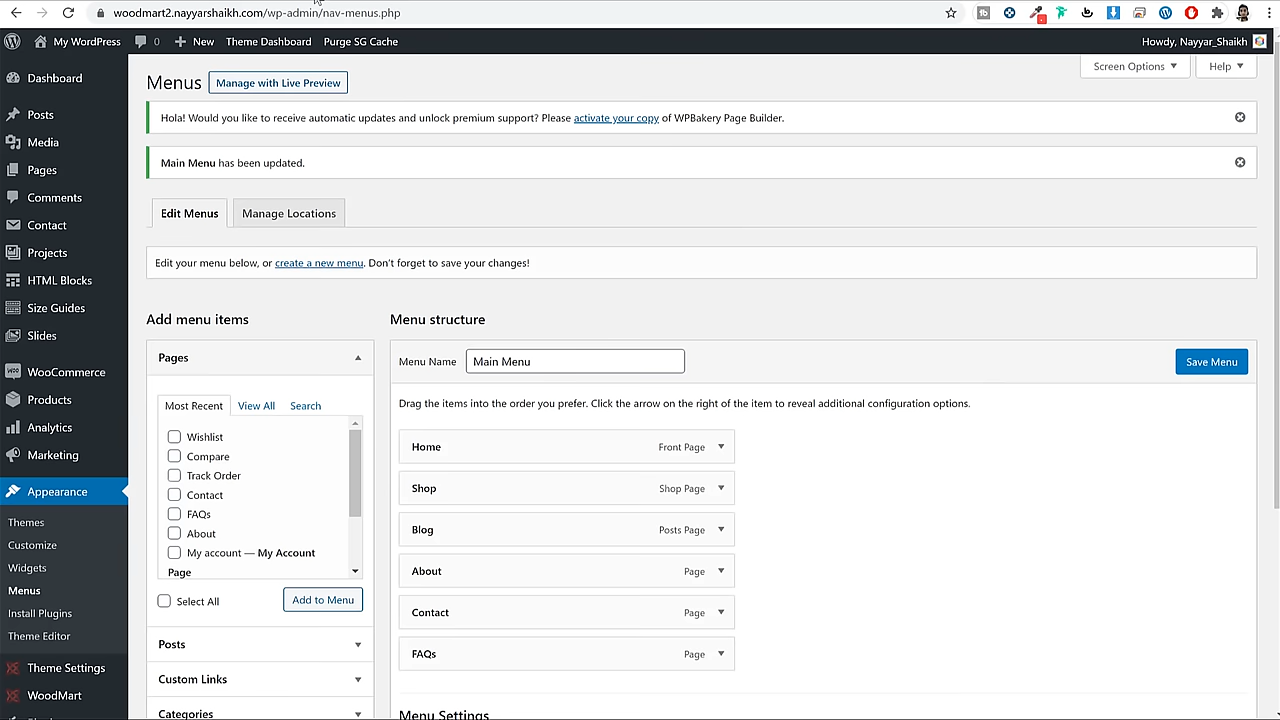 woodmart2.nayyarshaikh.com/wp-admin/nav-menus.php
My WordPress 0 New Theme Dashboard Purge SG Cache Howdy, Nayyar_Shaikh
Dashboard
Posts
Media
Pages
Comments
Contact
Projects
HTML Blocks
Size Guides
Slides
WooCommerce
Products
Analytics
Marketing
Appearance
Themes
Customize
Widgets
Menus
Install Plugins
Theme Editor
Theme Settings
WoodMart
Screen Options Help
Menus Manage with Live Preview
Hola! Would you like to receive automatic updates and unlock premium support? Please activate your copy of WPBakery Page Builder.
Main Menu has been updated.
Edit Menus Manage Locations
Edit your menu below, or create a new menu. Don't forget to save your changes!
Add menu items
Pages
Most Recent View All Search
Wishlist
Compare
Track Order
Contact
FAQs
About
My account — My Account
Page
Select All Add to Menu
Posts
Custom Links
Categories
Menu structure
Menu Name Main Menu Save Menu
Drag the items into the order you prefer. Click the arrow on the right of the item to reveal additional configuration options.
Home Front Page
Shop Shop Page
Blog Posts Page
About Page
Contact Page
FAQs Page
Menu Settings